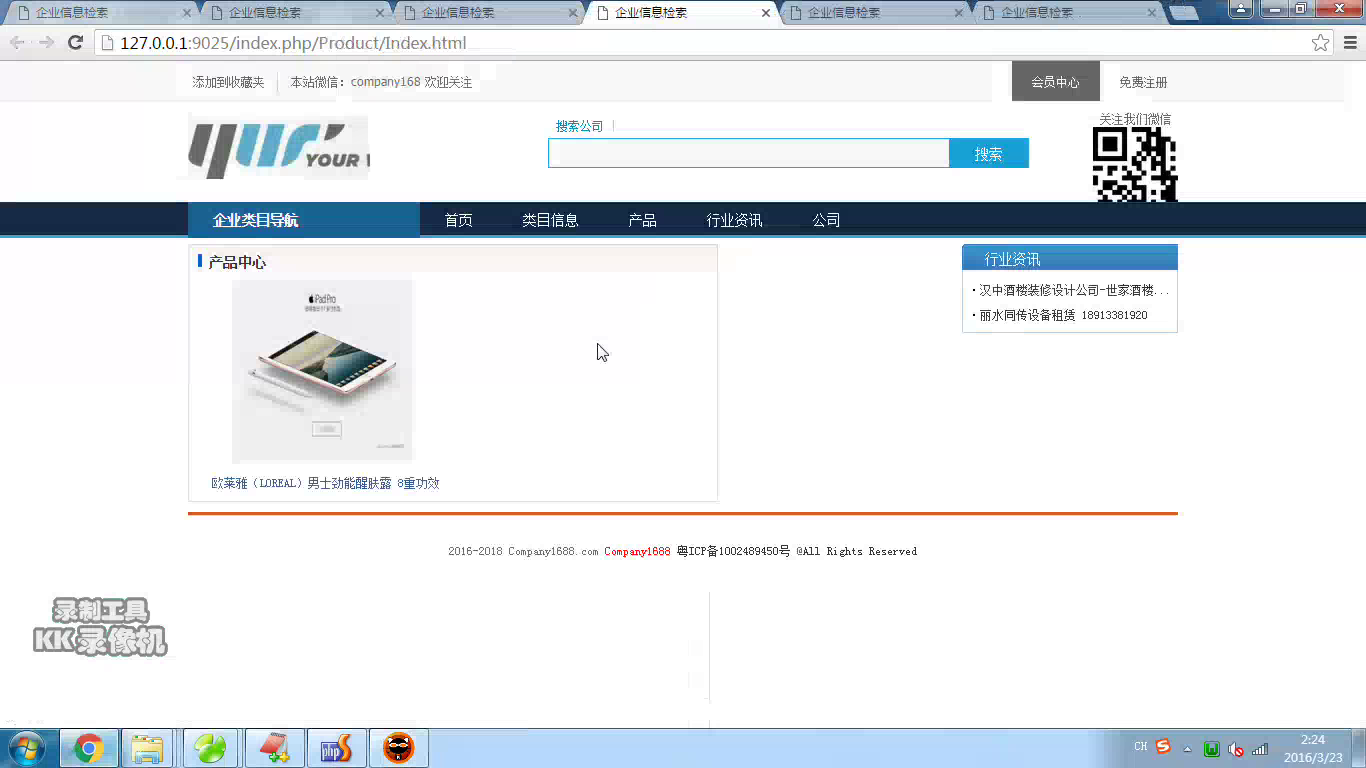 企业信息检索
企业信息检索
企业信息检索
企业信息检索
企业信息检索
企业信息检索
127.0.0.1:9025/index.php/Product/Index.html
添加到收藏夹
本站微信：company168 欢迎关注
会员中心
免费注册
YOUR
搜索公司
搜索
关注我们微信
企业类目导航
首页
类目信息
产品
行业资讯
公司
产品中心
iPad Pro
欧莱雅（LOREAL）男士劲能醒肤露 8重功效
行业资讯
·汉中酒楼装修设计公司-世家酒楼...
·丽水同传设备租赁 18913381920
2016-2018 Company1688.com Company1688 粤ICP备1002489450号 @All Rights Reserved
录制工具
KK录像机
php
CH
2:24
2016/3/23